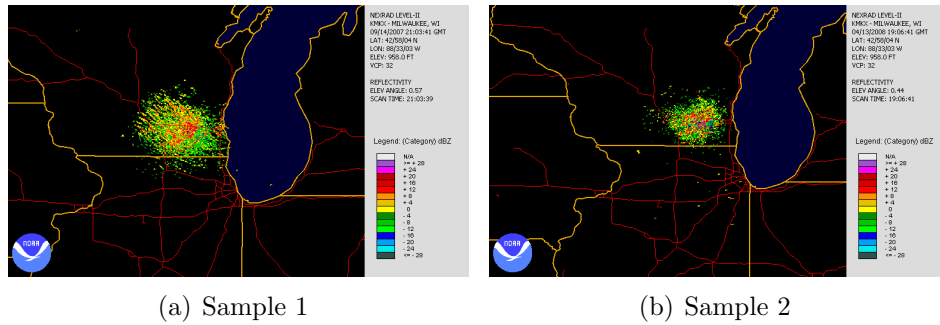 NEXRAD LEVEL-II
KMKX - MILWAUKEE, WI
09/14/2007 21:03:41 GMT
LAT: 42/58/04 N
LON: 88/33/03 W
ELEV: 958.0 FT
VCP: 32
REFLECTIVITY
ELEV ANGLE: 0.57
SCAN TIME: 21:03:39
Legend: (Category) dBZ
N/A
>= + 28
+ 24
+ 20
+ 16
+ 12
+ 8
+ 4
0
- 4
- 8
- 12
- 16
- 20
- 24
<= - 28
NOAA
(a) Sample 1
NEXRAD LEVEL-II
KMKX - MILWAUKEE, WI
04/13/2008 19:06:41 GMT
LAT: 42/58/04 N
LON: 88/33/03 W
ELEV: 958.0 FT
VCP: 32
REFLECTIVITY
ELEV ANGLE: 0.44
SCAN TIME: 19:06:41
Legend: (Category) dBZ
N/A
>= + 28
+ 24
+ 20
+ 16
+ 12
+ 8
+ 4
0
- 4
- 8
- 12
- 16
- 20
- 24
<= - 28
NOAA
(b) Sample 2